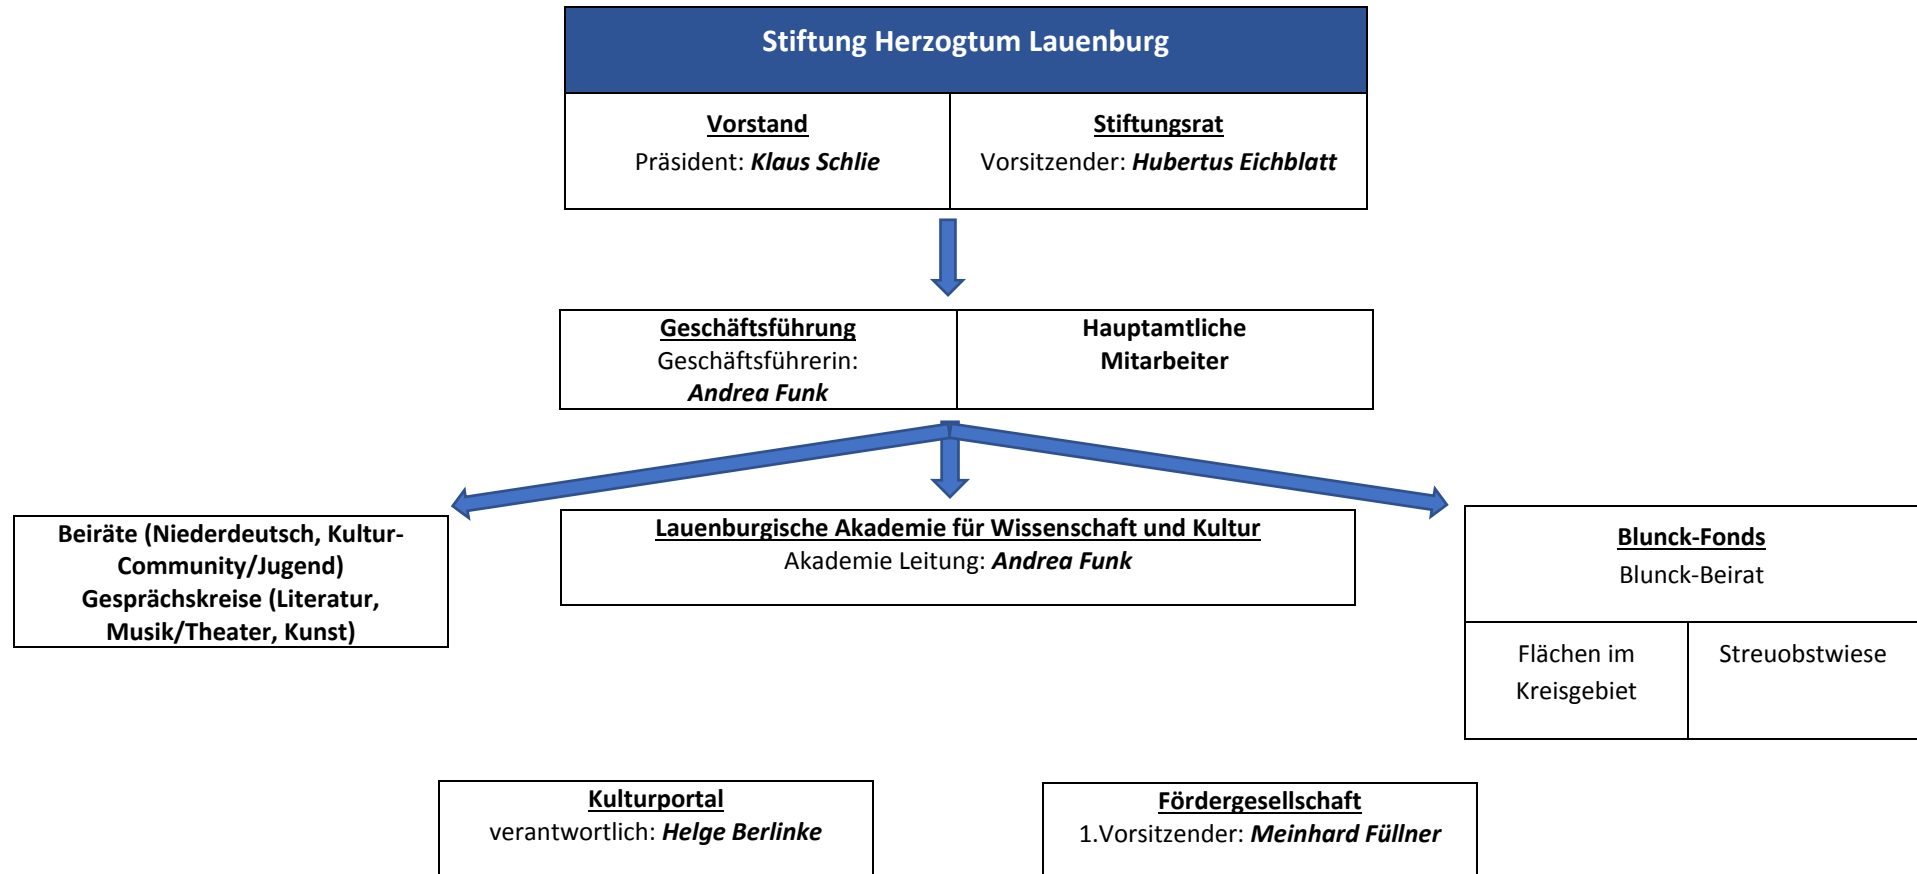 Stiftung Herzogtum Lauenburg
Vorstand
Präsident: Klaus Schlie
Stiftungsrat
Vorsitzender: Hubertus Eichblatt
Geschäftsführung
Geschäftsführerin:
Andrea Funk
Hauptamtliche
Mitarbeiter
Beiräte (Niederdeutsch, Kultur-
Community/Jugend)
Gesprächskreise (Literatur,
Musik/Theater, Kunst)
Lauenburgische Akademie für Wissenschaft und Kultur
Akademie Leitung: Andrea Funk
Blunck-Fonds
Blunck-Beirat
Flächen im
Kreisgebiet
Streuobstwiese
Kulturportal
verantwortlich: Helge Berlinke
Fördergesellschaft
1.Vorsitzender: Meinhard Füllner